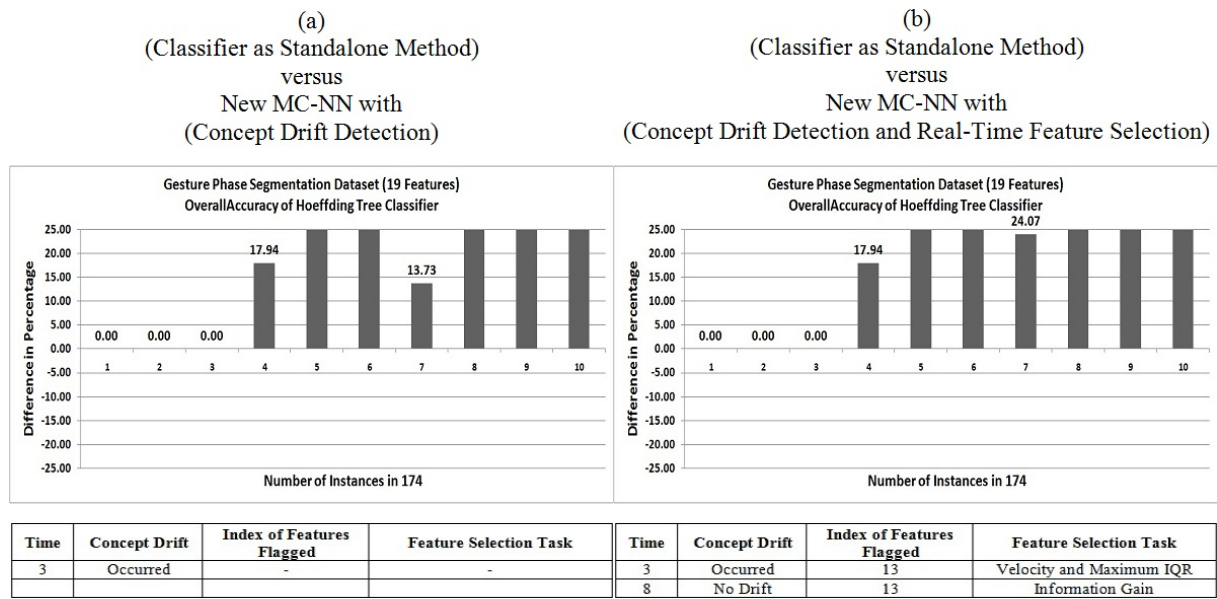 (a)
(Classifier as Standalone Method)
versus
New MC-NN with
(Concept Drift Detection)
Gesture Phase Segmentation Dataset (19 Features)
OverallAccuracy of Hoeffding Tree Classifier
Difference in Percentage
25.00
20.00
15.00
10.00
5.00
0.00
-5.00
-10.00
-15.00
-20.00
-25.00
0.00 0.00 0.00 17.94 13.73
1 2 3 4 5 6 7 8 9 10
Number of Instances in 174
Time Concept Drift Index of Features Flagged Feature Selection Task
3 Occurred - -
(b)
(Classifier as Standalone Method)
versus
New MC-NN with
(Concept Drift Detection and Real-Time Feature Selection)
Gesture Phase Segmentation Dataset (19 Features)
OverallAccuracy of Hoeffding Tree Classifier
Difference in Percentage
25.00
20.00
15.00
10.00
5.00
0.00
-5.00
-10.00
-15.00
-20.00
-25.00
0.00 0.00 0.00 17.94 24.07
1 2 3 4 5 6 7 8 9 10
Number of Instances in 174
Time Concept Drift Index of Features Flagged Feature Selection Task
3 Occurred 13 Velocity and Maximum IQR
8 No Drift 13 Information Gain